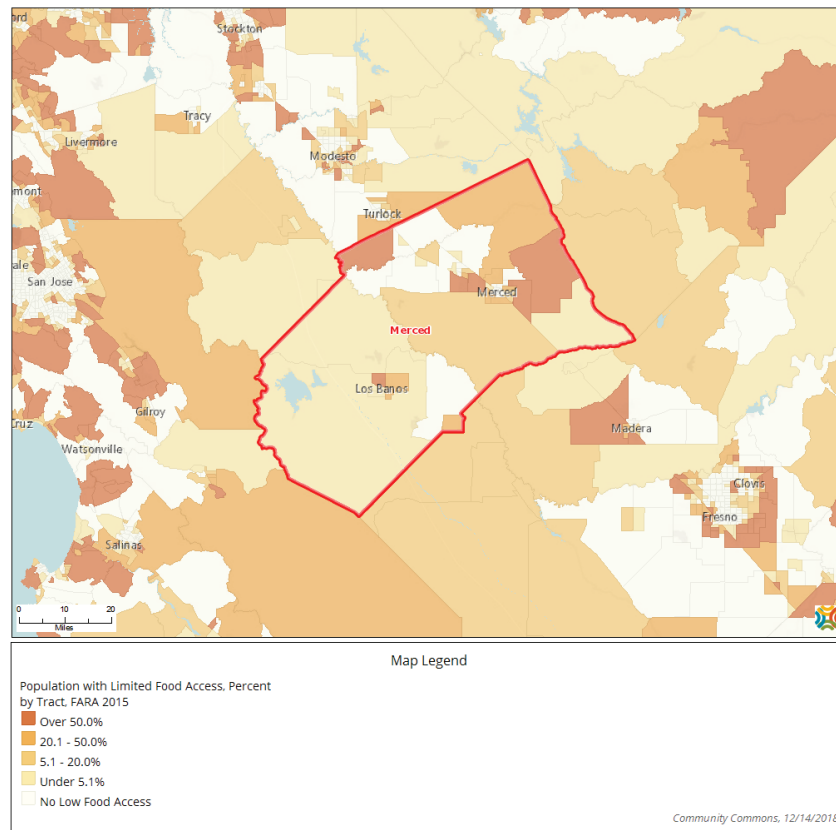 ord
Stockton
Tracy
Livermore
Modesto
emont
Turlock
ale
San Jose
Merced
Merced
Los Banos
Gilroy
Madera
Cruz
Watsonville
Clovis
Fresno
Salinas
0 10 20
Miles
Map Legend
Population with Limited Food Access, Percent
by Tract, FARA 2015
Over 50.0%
20.1 - 50.0%
5.1 - 20.0%
Under 5.1%
No Low Food Access
Community Commons, 12/14/2018